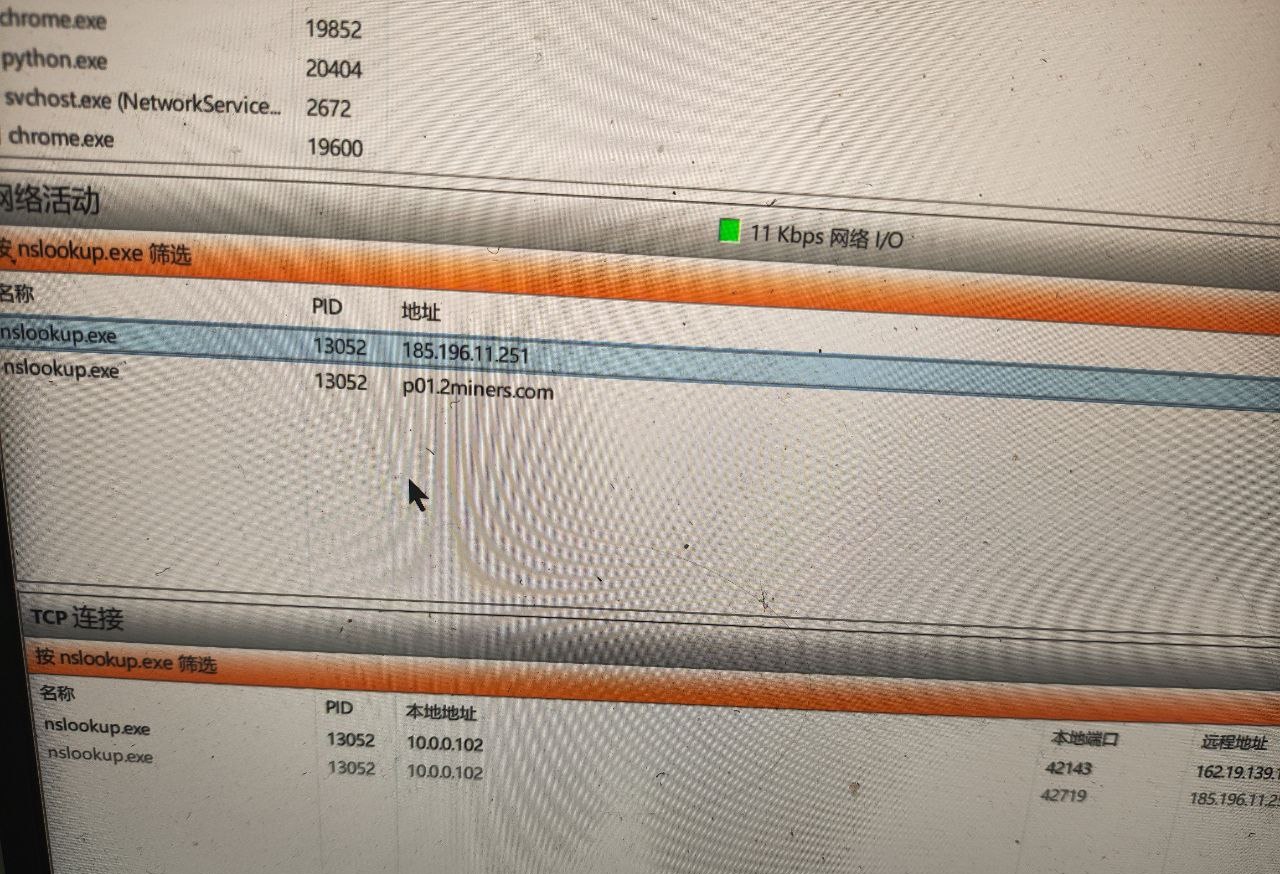 chrome.exe 19852
python.exe 20404
svchost.exe (NetworkService... 2672
chrome.exe 19600
网络活动 11 Kbps 网络 I/O
按 nslookup.exe 筛选
名称 PID 地址
nslookup.exe 13052 185.196.11.251
nslookup.exe 13052 p01.2miners.com
TCP 连接
按 nslookup.exe 筛选
名称 PID 本地地址 本地端口 远程地址
nslookup.exe 13052 10.0.0.102 42143 162.19.139.1
nslookup.exe 13052 10.0.0.102 42719 185.196.11.2